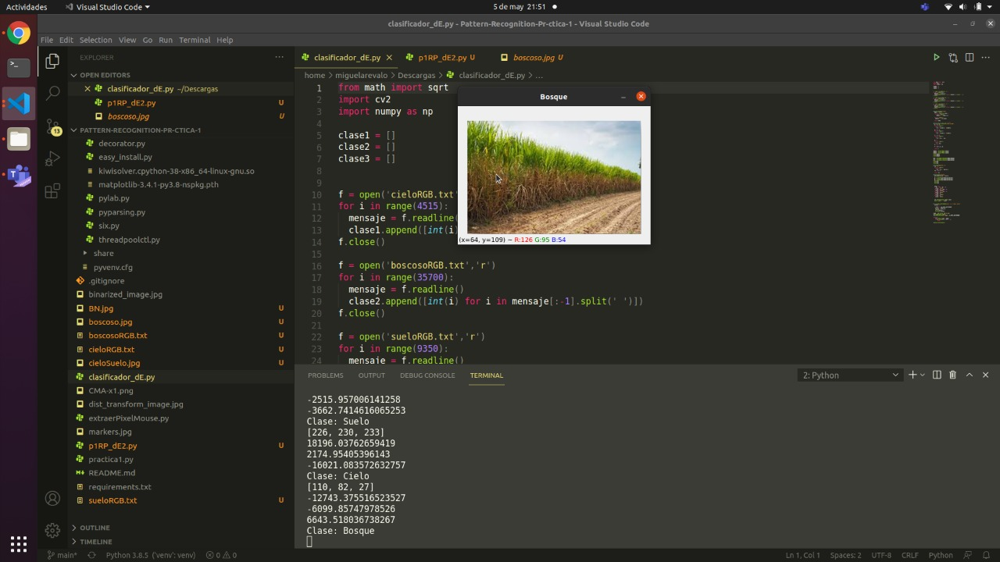 Actividades
Visual Studio Code
5 de may 21:51
clasificador_dE.py - Pattern-Recognition-Pr-ctica-1 - Visual Studio Code
File Edit Selection View Go Run Terminal Help
EXPLORER
OPEN EDITORS
clasificador_dE.py ~/Descargas
p1RP_dE2.py U
boscoso.jpg U
PATTERN-RECOGNITION-PR-CTICA-1
decorator.py
easy_install.py
kiwisolver.cpython-38-x86_64-linux-gnu.so
matplotlib-3.4.1-py3.8-nspkg.pth
pylab.py
pyparsing.py
six.py
threadpoolctl.py
share
pyvenv.cfg
.gitignore
binarized_image.jpg
BN.jpg U
boscoso.jpg U
boscosoRGB.txt U
cieloRGB.txt U
cieloSuelo.jpg U
clasificador_dE.py
CMA-x1.png
dist_transform_image.jpg
extraerPixelMouse.py
markers.jpg
p1RP_dE2.py U
practica1.py
README.md
requirements.txt
sueloRGB.txt U
OUTLINE
TIMELINE
13
clasificador_dE.py
p1RP_dE2.py U
boscoso.jpg U
home > miguelarevalo > Descargas > clasificador_dE.py > ...
1 from math import sqrt
2 import cv2
3 import numpy as np
4
5 clase1 = []
6 clase2 = []
7 clase3 = []
8
9
10 f = open('cieloRGB.txt'
11 for i in range(4515):
12 mensaje = f.readline(
13 clase1.append([int(i)
14 f.close()
15
16 f = open('boscosoRGB.txt','r')
17 for i in range(35700):
18 mensaje = f.readline()
19 clase2.append([int(i) for i in mensaje[:-1].split(' ')])
20 f.close()
21
22 f = open('sueloRGB.txt','r')
23 for i in range(9350):
24 mensaje = f.readline()
Bosque
(x=64, y=109) ~ R:126 G:95 B:54
PROBLEMS OUTPUT DEBUG CONSOLE TERMINAL
2: Python
-2515.957006141258
-3662.7414616065253
Clase: Suelo
[226, 230, 233]
18196.03762659419
2174.95405396143
-16021.083572632757
Clase: Cielo
[110, 82, 27]
-12743.375516523527
-6099.85747978526
6643.518036738267
Clase: Bosque
main*
Python 3.8.5 ('venv': venv)
0 0
Ln 1, Col 1
Spaces: 2
UTF-8
CRLF
Python